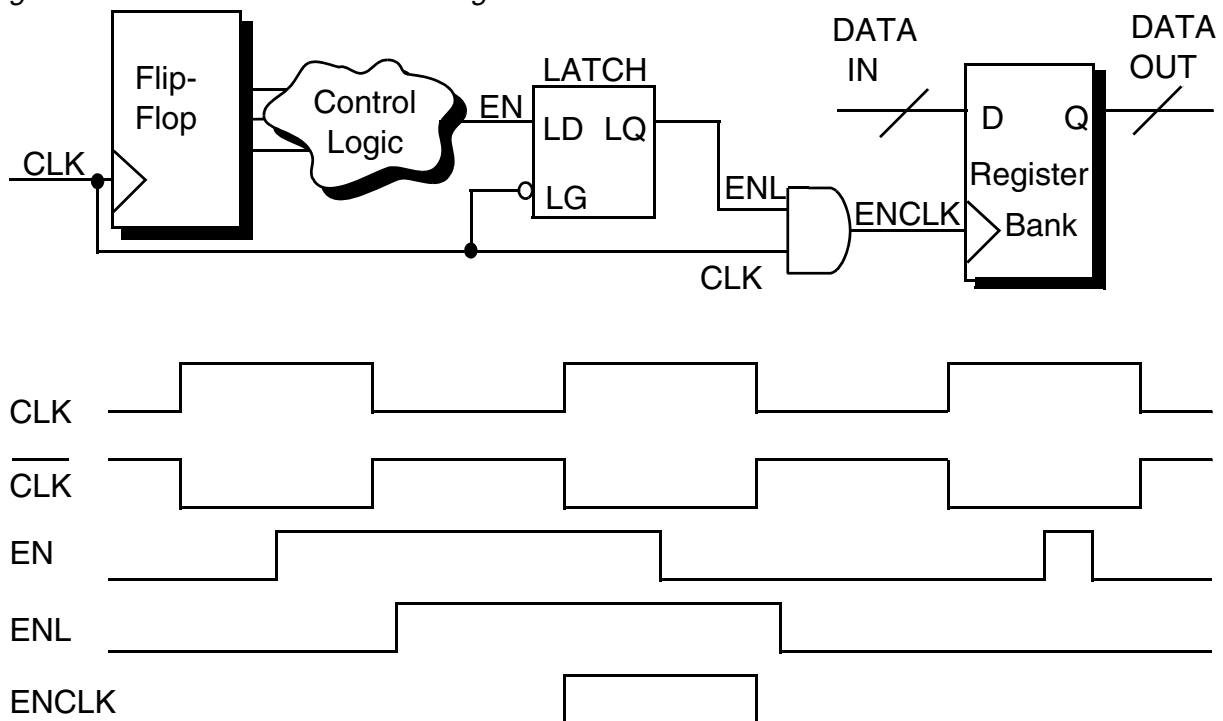 Flip-
Flop
Control
Logic
CLK
EN
LATCH
LD LQ
LG
ENL
CLK
ENCLK
DATA
IN
DATA
OUT
D Q
Register
Bank
CLK
CLK
EN
ENL
ENCLK